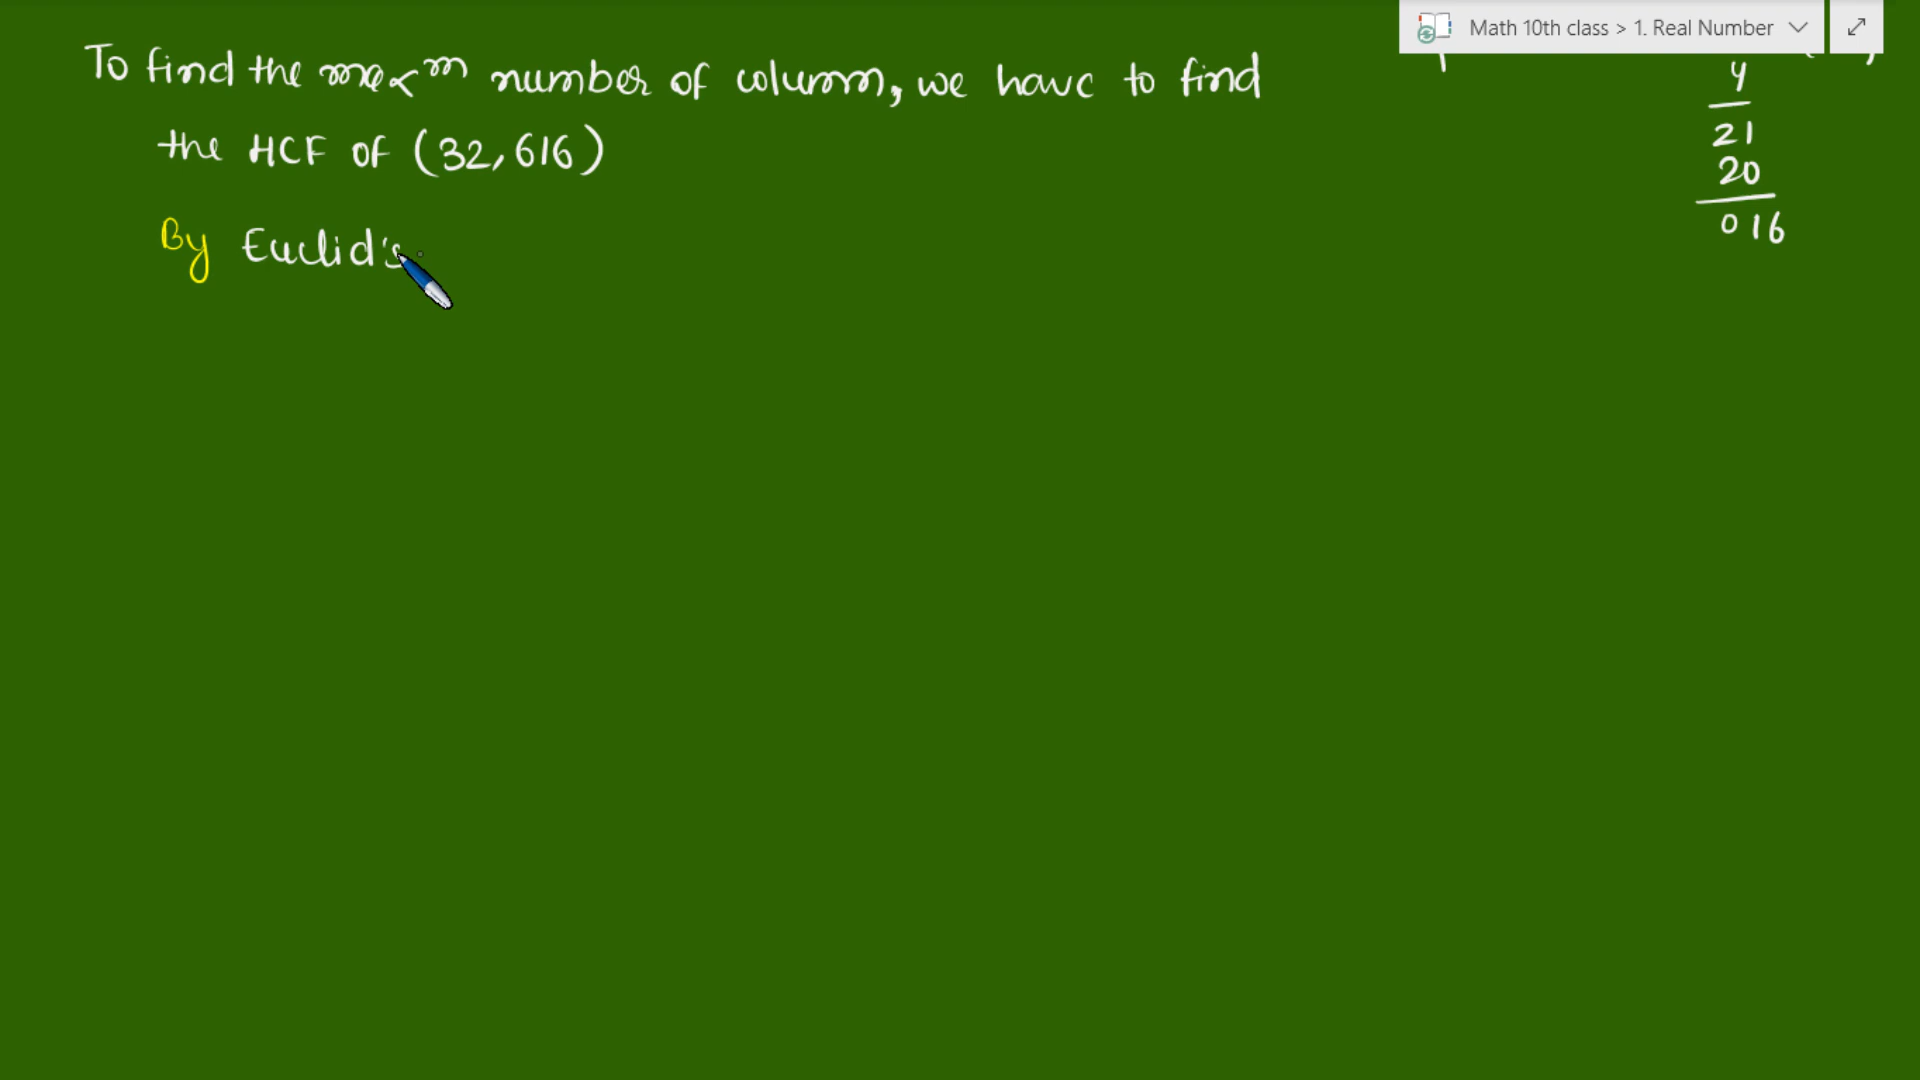 Math 10th class > 1. Real Number
To find the max^m number of column, we have to find
the HCF of (32, 616)
By Euclid's
4
21
20
016